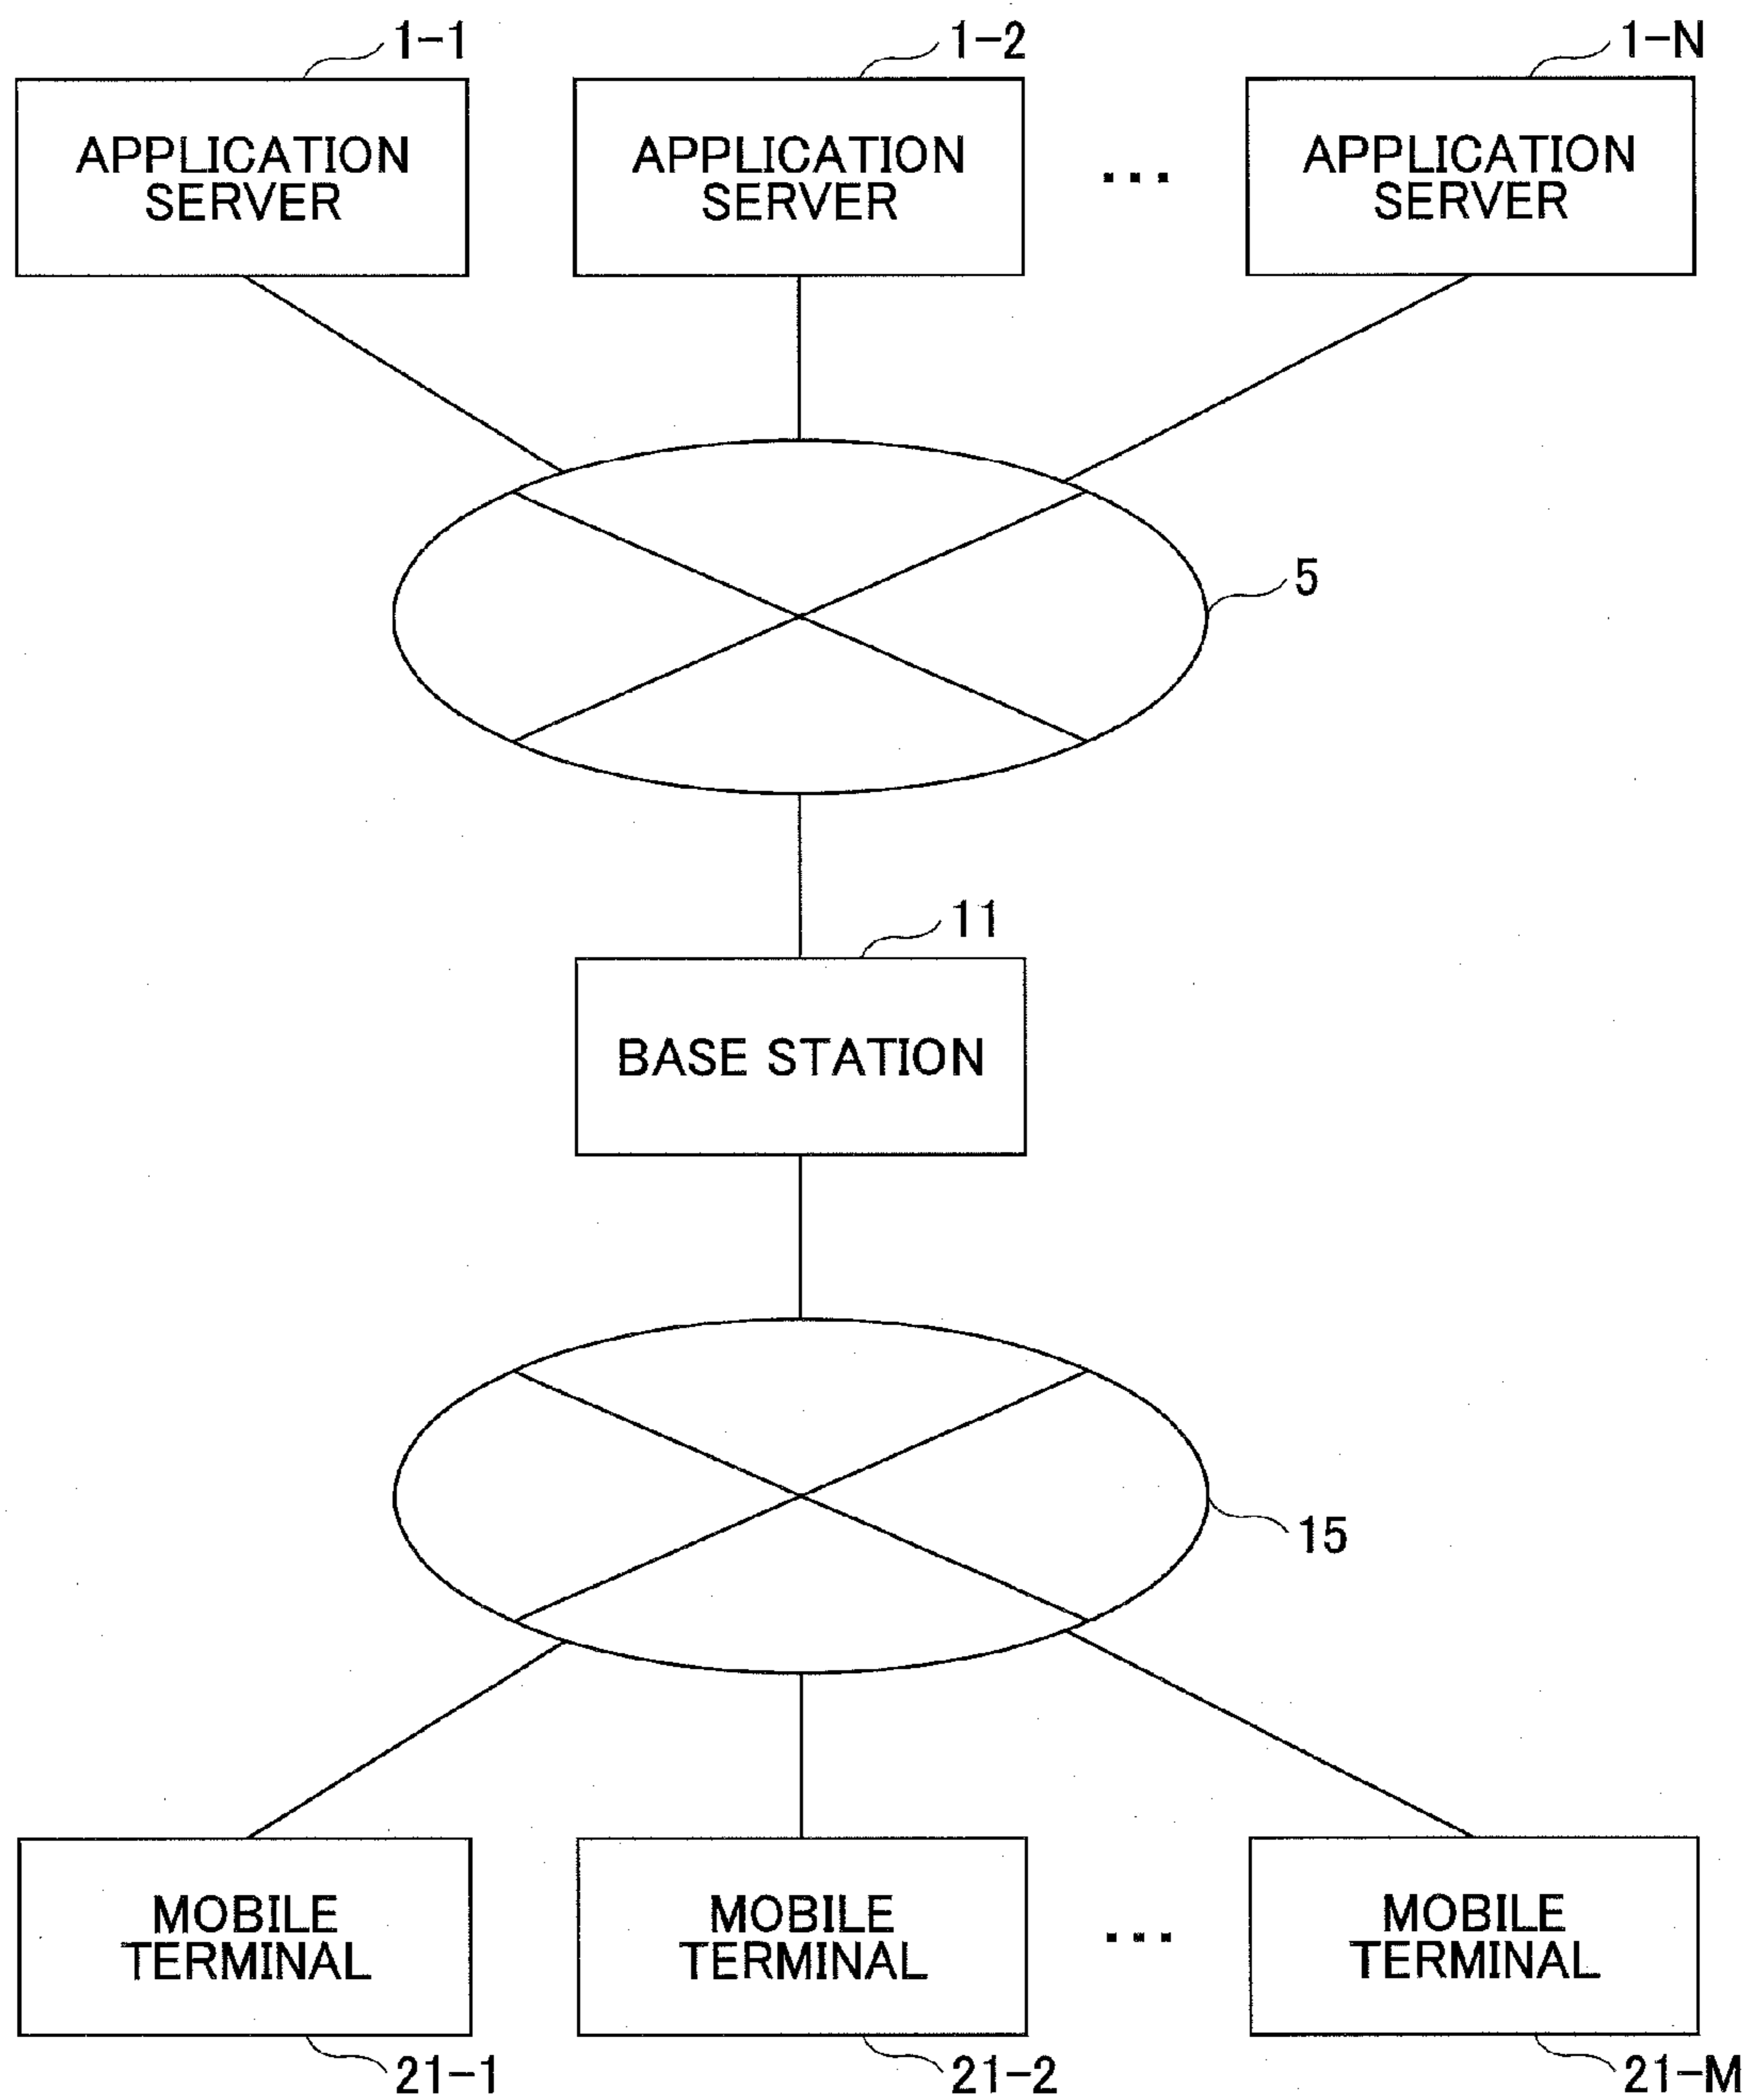 1-1
1-2
1-N
APPLICATION
SERVER
APPLICATION
SERVER
...
APPLICATION
SERVER
5
11
BASE STATION
15
MOBILE
TERMINAL
MOBILE
TERMINAL
...
MOBILE
TERMINAL
21-1
21-2
21-M